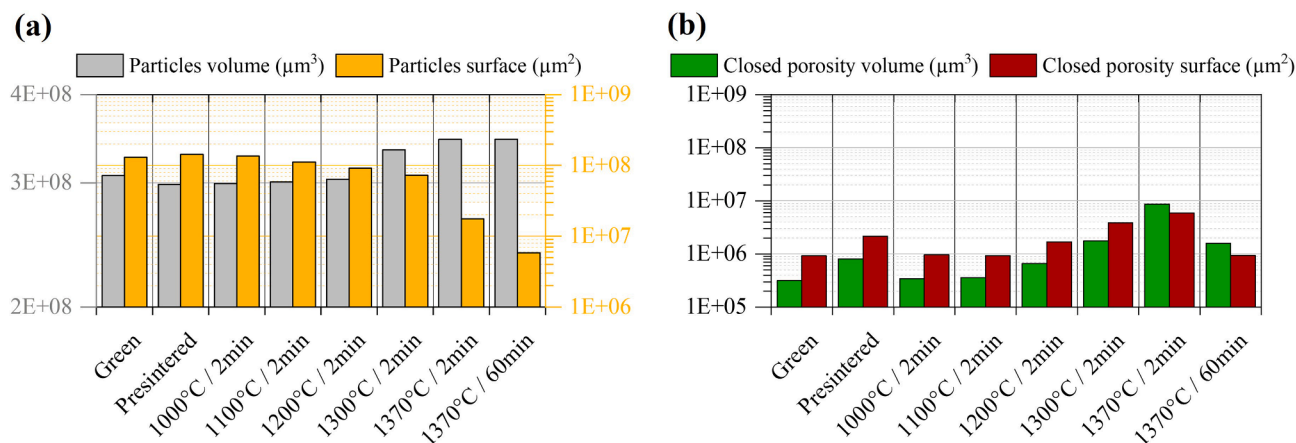 (a)
Particles volume (µm³) Particles surface (µm²)
4E+08
3E+08
2E+08
1E+09
1E+08
1E+07
1E+06
Green
Presintered
1000°C / 2min
1100°C / 2min
1200°C / 2min
1300°C / 2min
1370°C / 2min
1370°C / 60min
(b)
Closed porosity volume (µm³) Closed porosity surface (µm²)
1E+09
1E+08
1E+07
1E+06
1E+05
Green
Presintered
1000°C / 2min
1100°C / 2min
1200°C / 2min
1300°C / 2min
1370°C / 2min
1370°C / 60min